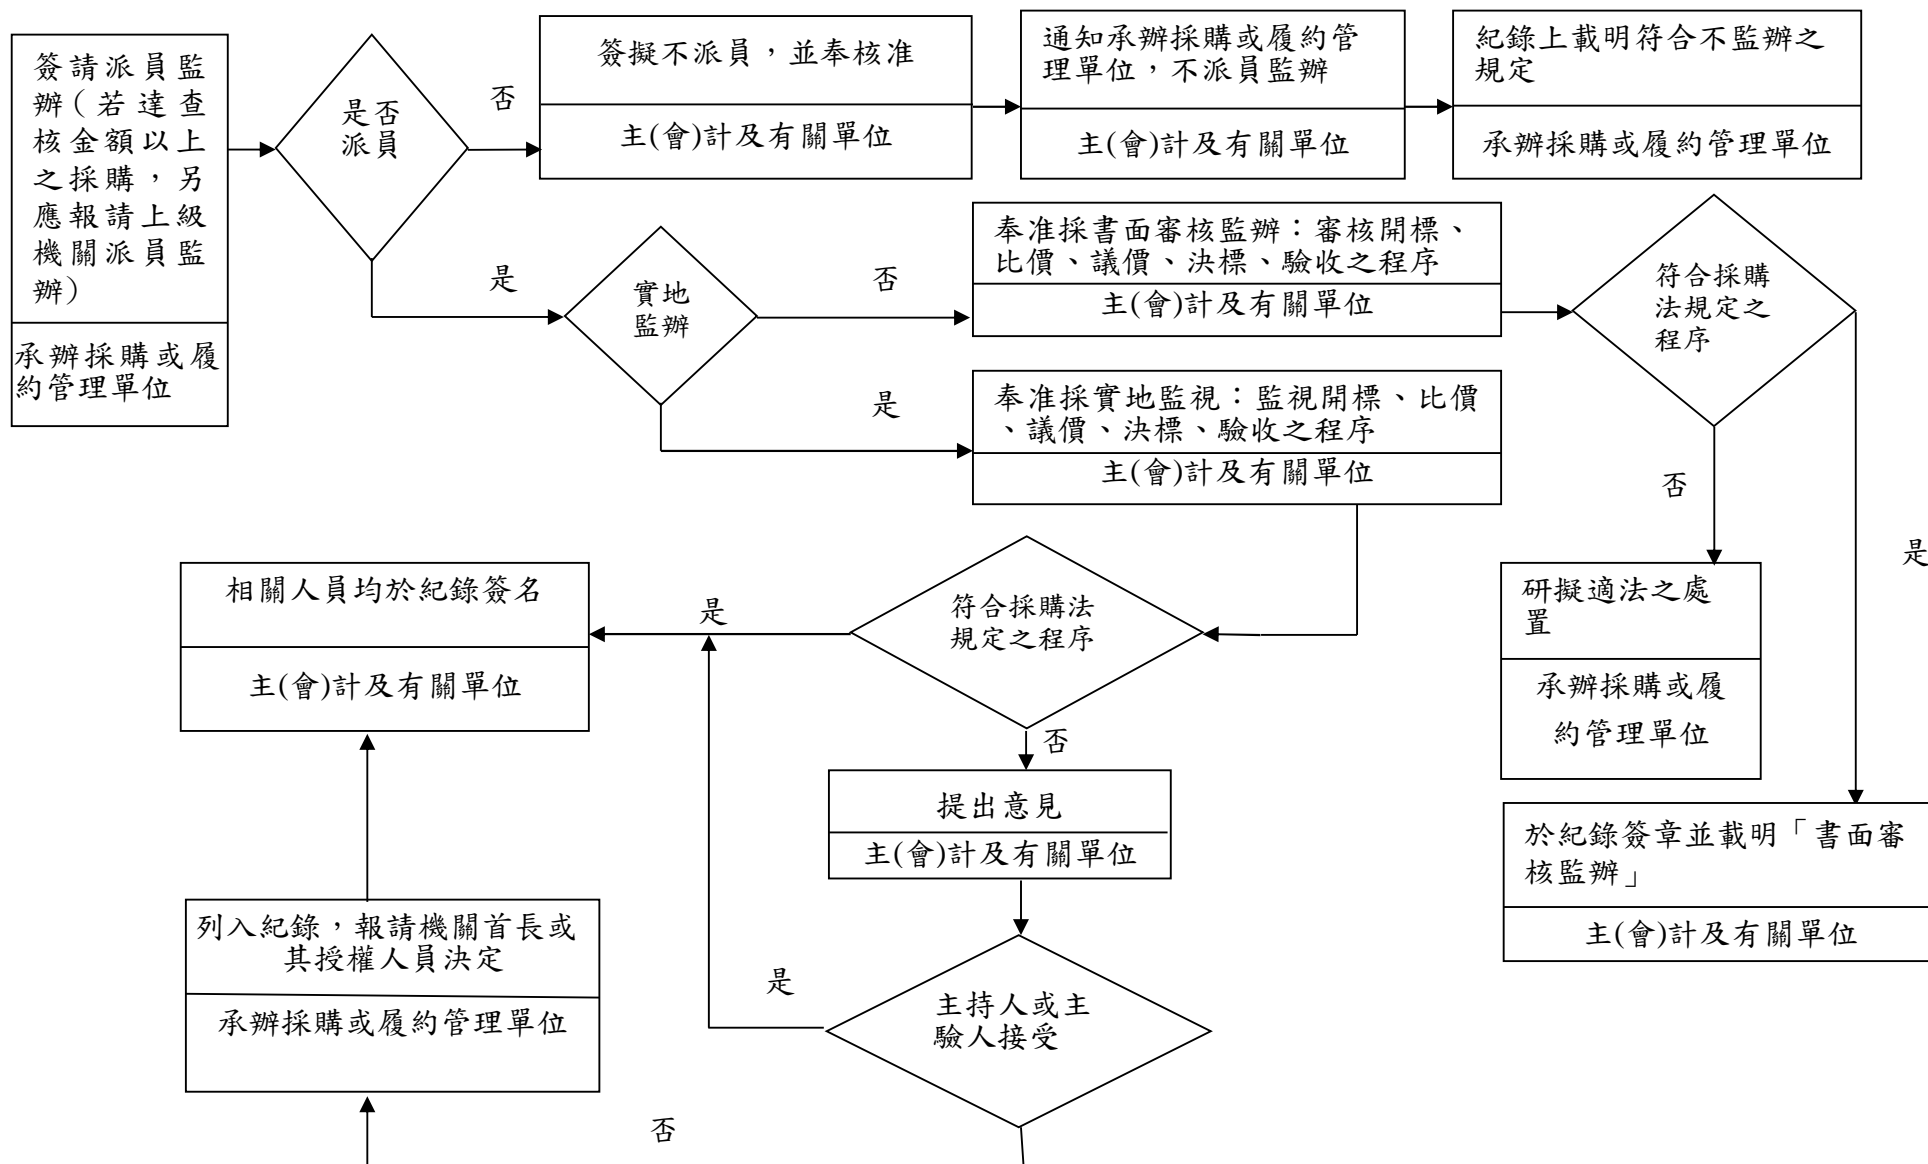 簽請派員監
辦（若達查
核金額以上
之採購，另
應報請上級
機關派員監
辦）
承辦採購或履
約管理單位
是否
派員
否
簽擬不派員，並奉核准
主(會)計及有關單位
通知承辦採購或履約管
理單位，不派員監辦
主(會)計及有關單位
紀錄上載明符合不監辦之
規定
承辦採購或履約管理單位
是
實地
監辦
否
奉准採書面審核監辦：審核開標、
比價、議價、決標、驗收之程序
主(會)計及有關單位
符合採購
法規定之
程序
是
奉准採實地監視：監視開標、比價
、議價、決標、驗收之程序
主(會)計及有關單位
否
是
研擬適法之處
置
承辦採購或履
約管理單位
相關人員均於紀錄簽名
主(會)計及有關單位
是
符合採購法
規定之程序
否
提出意見
主(會)計及有關單位
於紀錄簽章並載明「書面審
核監辦」
主(會)計及有關單位
列入紀錄，報請機關首長或
其授權人員決定
承辦採購或履約管理單位
是
主持人或主
驗人接受
否